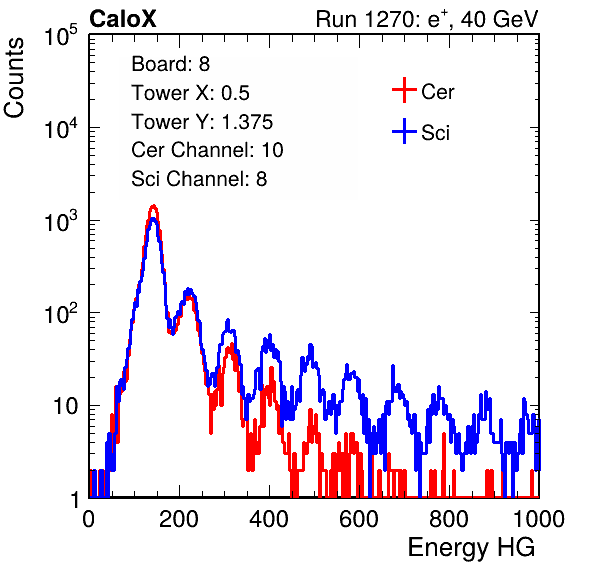 CaloX Run 1270: e⁺, 40 GeV
10⁵
Counts
Board: 8
Tower X: 0.5
Tower Y: 1.375
Cer Channel: 10
Sci Channel: 8
Cer
Sci
10⁴
10³
10²
10
1
0 200 400 600 800 1000
Energy HG